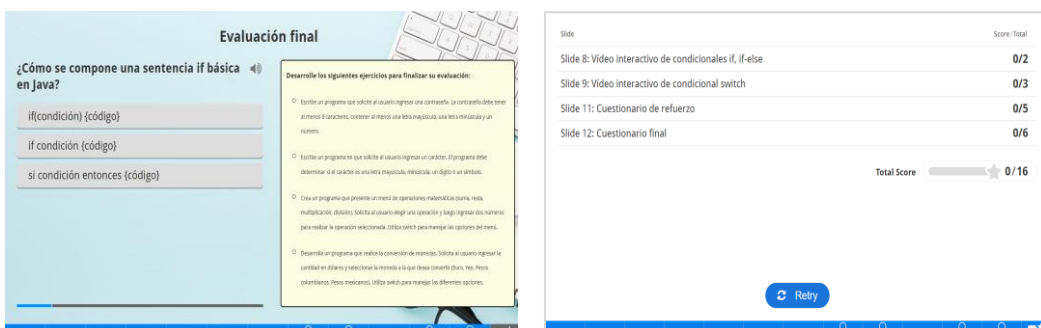 Evaluación final
¿Cómo se compone una sentencia if básica
en Java?
if(condición) {código}
if condición {código}
si condición entonces {código}
Desarrolle los siguientes ejercicios para finalizar su evaluación:
Escribe un programa que solicite al usuario ingresar una contraseña. La contraseña debe tener
al menos 8 caracteres, contener al menos una letra mayúscula, una letra minúscula y un
número.
Escribe un programa en que solicite al usuario ingresar un carácter. El programa debe
determinar si el carácter es una letra mayúscula, minúscula, un dígito o un símbolo.
Crea un programa que presente un menú de operaciones matemáticas (suma, resta,
multiplicación, división). Solicita al usuario elegir una operación y luego ingresar dos números
para realizar la operación seleccionada. Utiliza switch para manejar las opciones del menú.
Desarrolla un programa que realice la conversión de monedas. Solicita al usuario ingresar la
cantidad en dólares y seleccionar la moneda a la que desea convertir (Euro, Yen, Pesos
colombianos, Pesos mexicanos). Utiliza switch para manejar las diferentes opciones.
Slide Score/Total
Slide 8: Vídeo interactivo de condicionales if, if-else 0/2
Slide 9: Vídeo interactivo de condicional switch 0/3
Slide 11: Cuestionario de refuerzo 0/5
Slide 12: Cuestionario final 0/6
Total Score 0/16
Retry